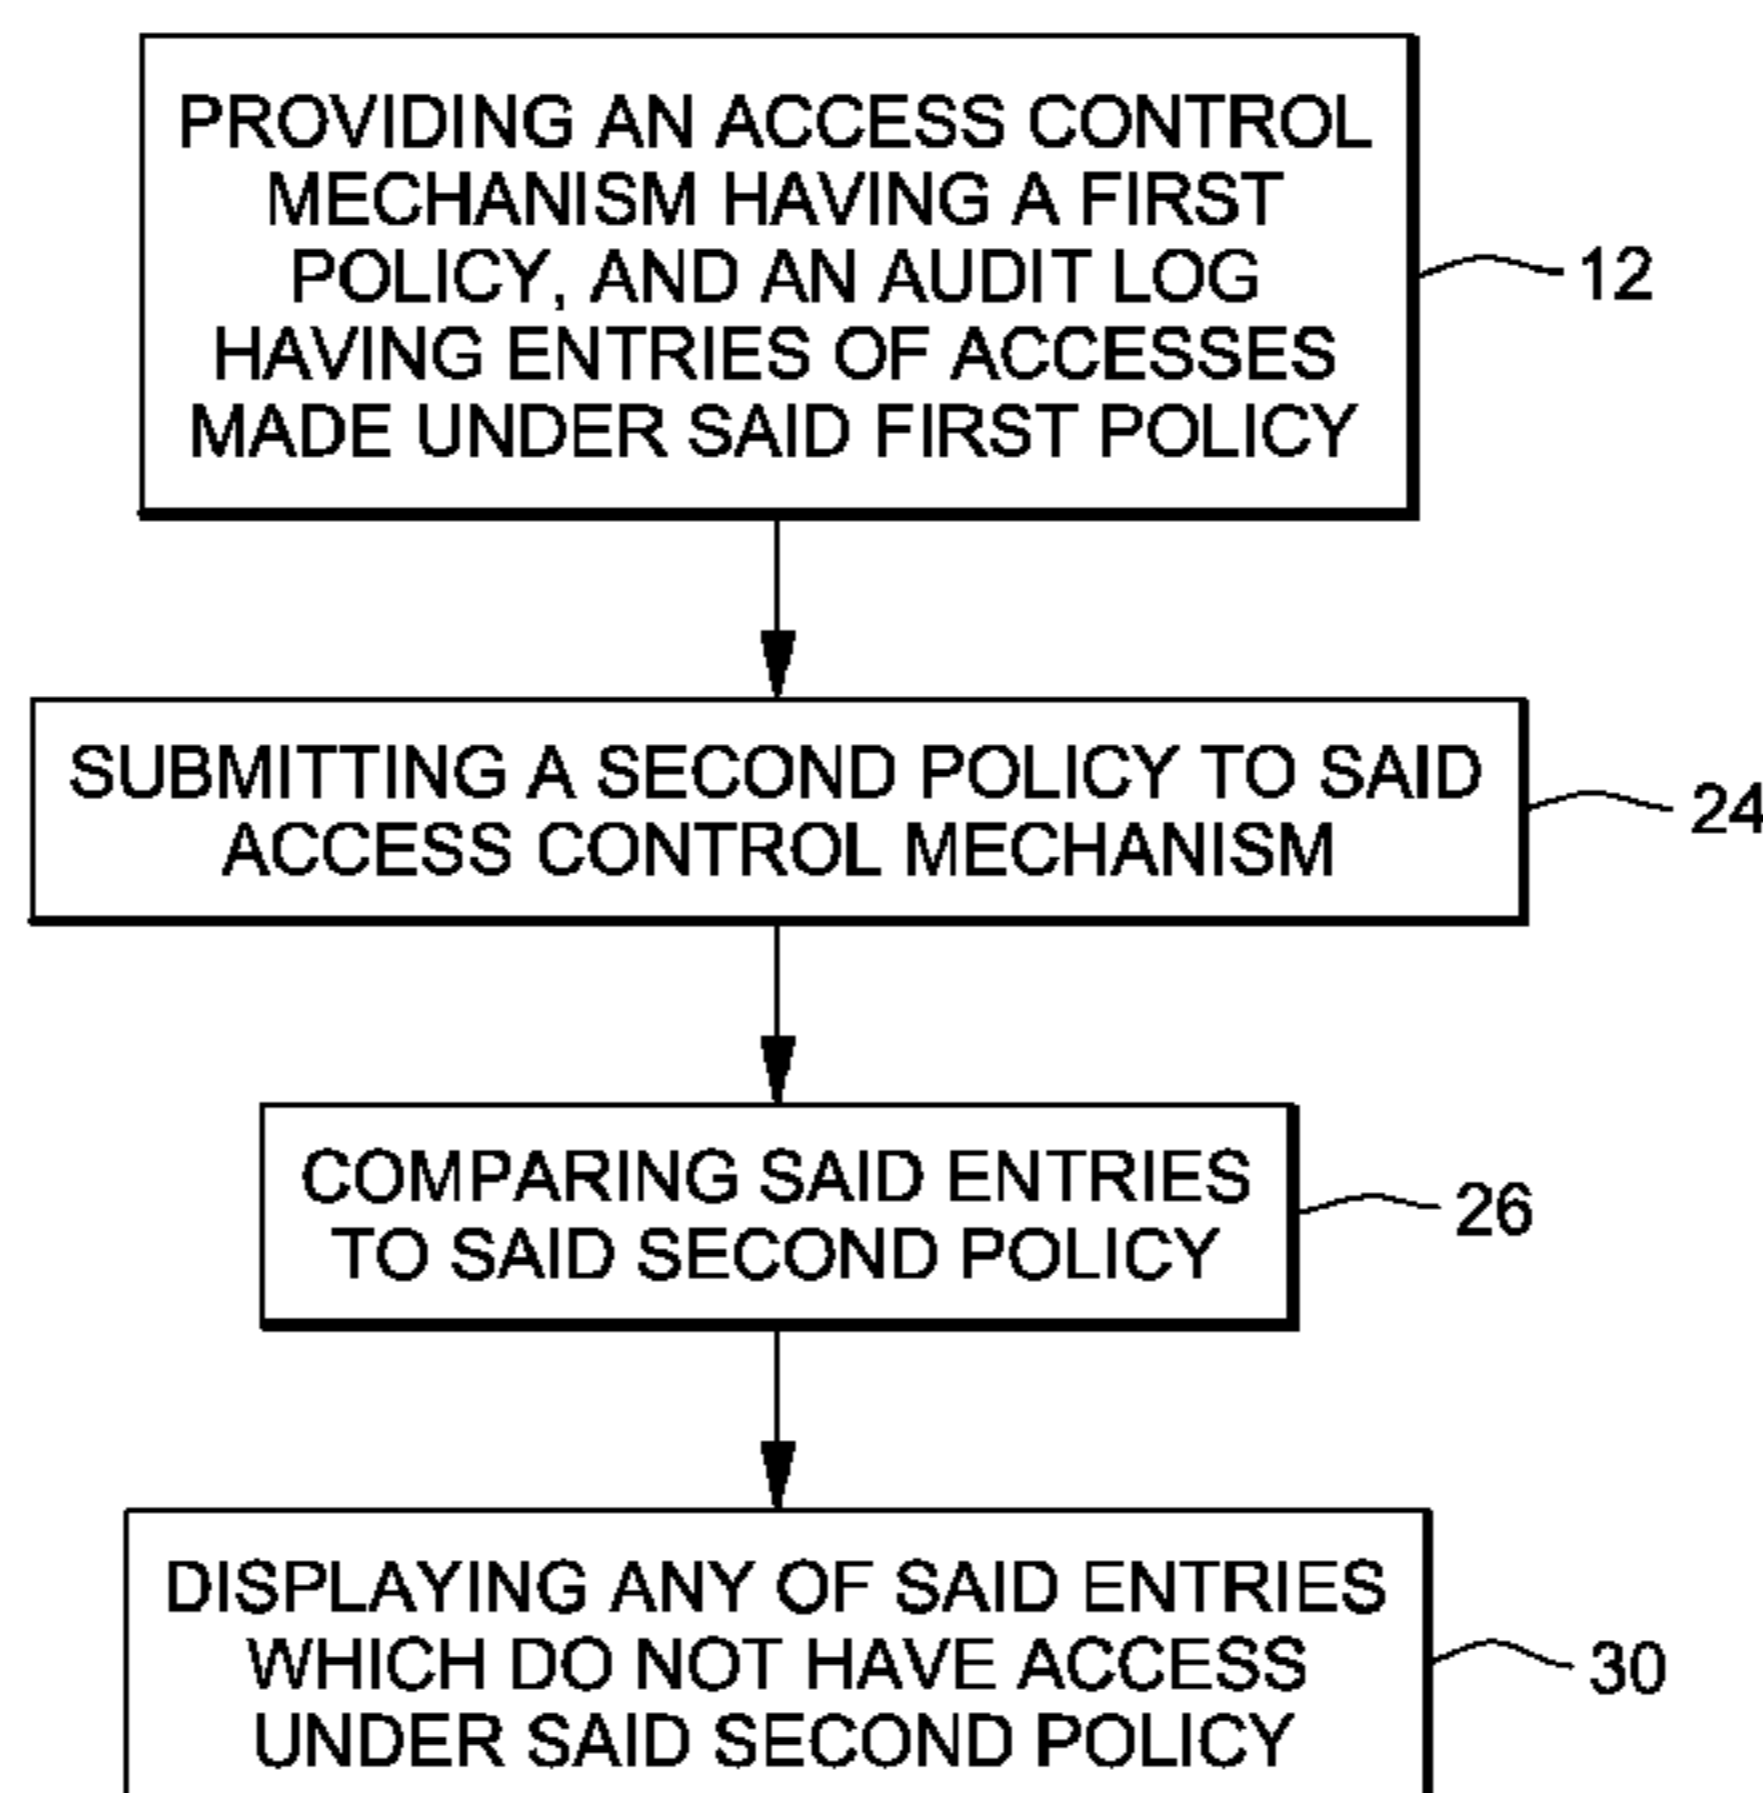 PROVIDING AN ACCESS CONTROL
MECHANISM HAVING A FIRST
POLICY, AND AN AUDIT LOG
HAVING ENTRIES OF ACCESSES
MADE UNDER SAID FIRST POLICY
12
SUBMITTING A SECOND POLICY TO SAID
ACCESS CONTROL MECHANISM
24
COMPARING SAID ENTRIES
TO SAID SECOND POLICY
26
DISPLAYING ANY OF SAID ENTRIES
WHICH DO NOT HAVE ACCESS
UNDER SAID SECOND POLICY
30